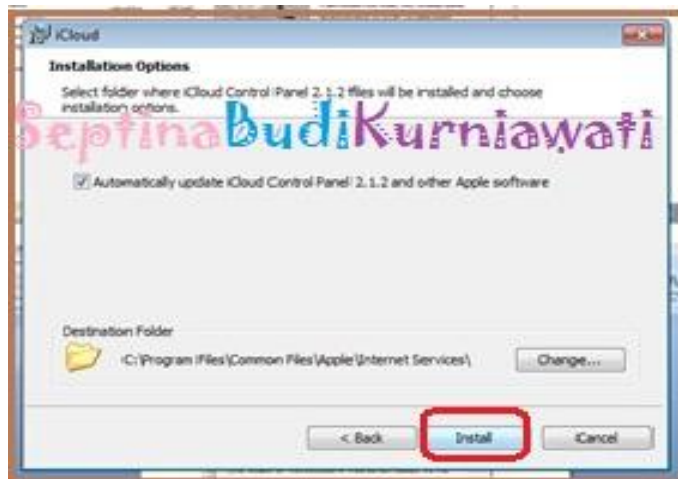 iCloud
Installation Options
Select folder where iCloud Control Panel 2.1.2 files will be installed and choose
installation options.
SeptinaBudiKurniawati
Automatically update iCloud Control Panel 2.1.2 and other Apple software
Destination Folder
C:\Program Files\Common Files\Apple\Internet Services\
Change...
< Back
Install
Cancel